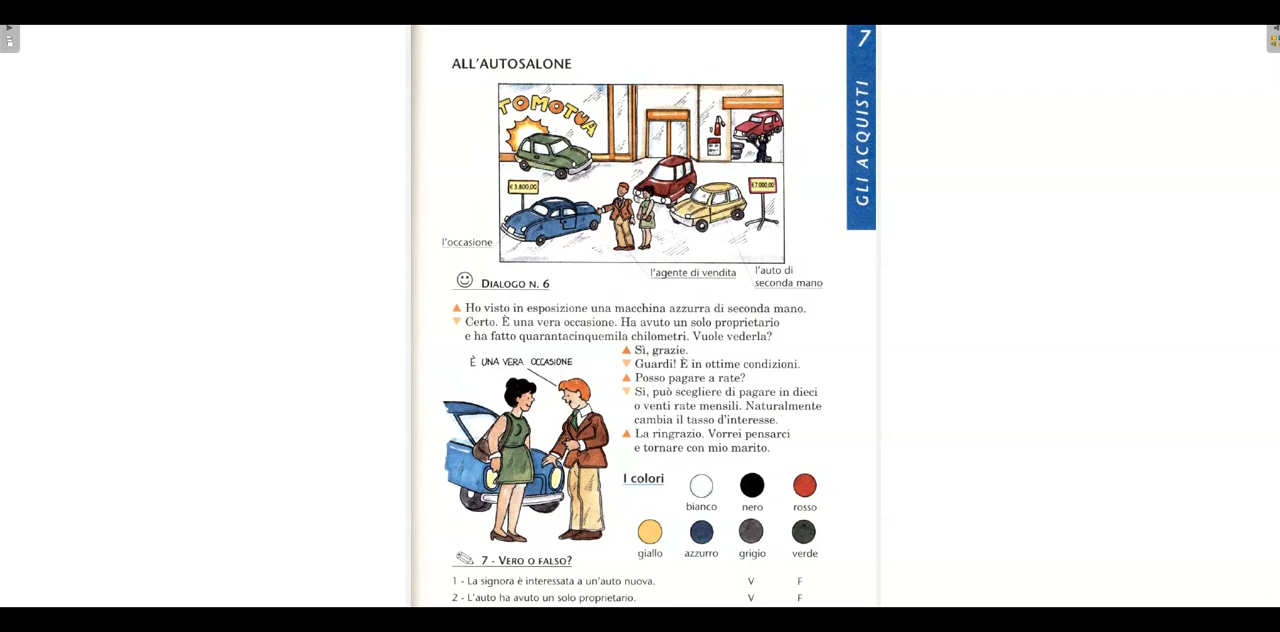 7
GLI ACQUISTI
ALL'AUTOSALONE
TOMOTUA
€ 3.800,00
€ 7.000,00
l'occasione
l'agente di vendita
l'auto di
seconda mano
DIALOGO N. 6
Ho visto in esposizione una macchina azzurra di seconda mano.
Certo. È una vera occasione. Ha avuto un solo proprietario
e ha fatto quarantacinquemila chilometri. Vuole vederla?
Sì, grazie.
Guardi! È in ottime condizioni.
Posso pagare a rate?
Sì, può scegliere di pagare in dieci
o venti rate mensili. Naturalmente
cambia il tasso d'interesse.
La ringrazio. Vorrei pensarci
e tornare con mio marito.
È UNA VERA OCCASIONE
I colori
bianco nero rosso
giallo azzurro grigio verde
7 - VERO O FALSO?
1 - La signora è interessata a un'auto nuova. V F
2 - L'auto ha avuto un solo proprietario. V F